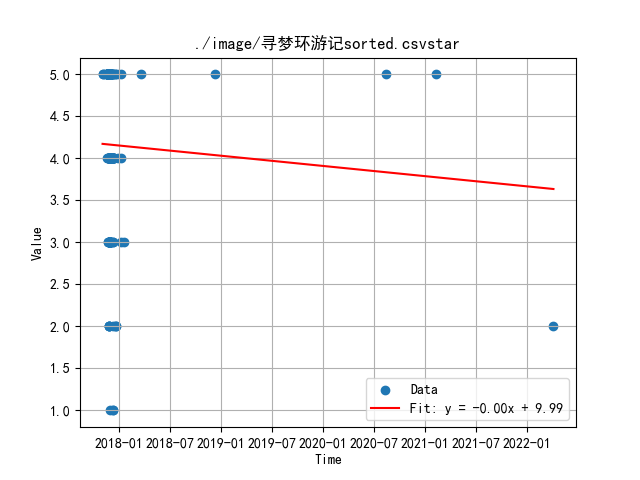 ./image/寻梦环游记sorted.csvstar
5.0
4.5
4.0
3.5
3.0
2.5
2.0
1.5
1.0
Value
Data
Fit: y = -0.00x + 9.99
2018-01 2018-07 2019-01 2019-07 2020-01 2020-07 2021-01 2021-07 2022-01
Time